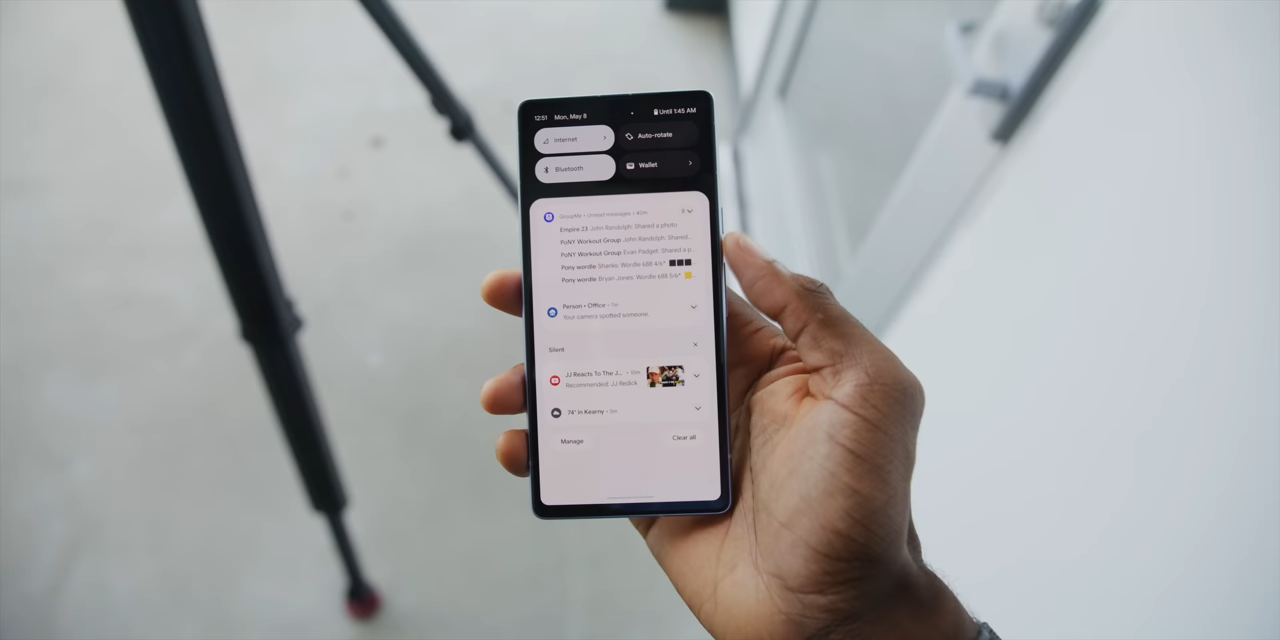 12:51 Mon, May 8 Until 1:45 AM
Internet Auto-rotate
Bluetooth Wallet
GroupMe • Unread messages • 40m
Empire 23 John Randolph: Shared a photo
PoNY Workout Group John Randolph: Shared...
PoNY Workout Group Evan Padget: Shared a p...
Pony wordle Shanks: Wordle 688 4/6*
Pony wordle Bryan Jones: Wordle 688 5/6*
Person • Office
Your camera spotted someone.
Silent
JJ Reacts To The J...
Recommended: JJ Redick
74° in Kearny
Manage Clear all